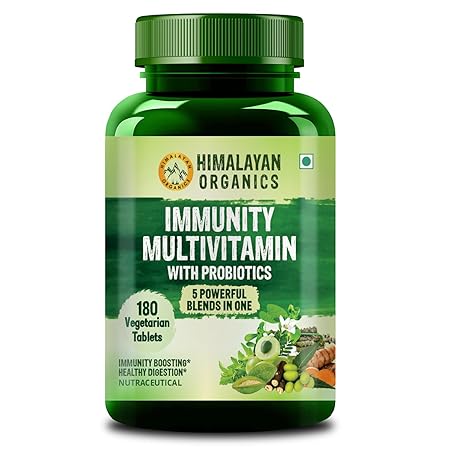 HIMALAYAN
ORGANICS
HIMALAYAN
ORGANICS
IMMUNITY
MULTIVITAMIN
WITH PROBIOTICS
5 POWERFUL
BLENDS IN ONE
180
Vegetarian
Tablets
IMMUNITY BOOSTING*
HEALTHY DIGESTION*
NUTRACEUTICAL